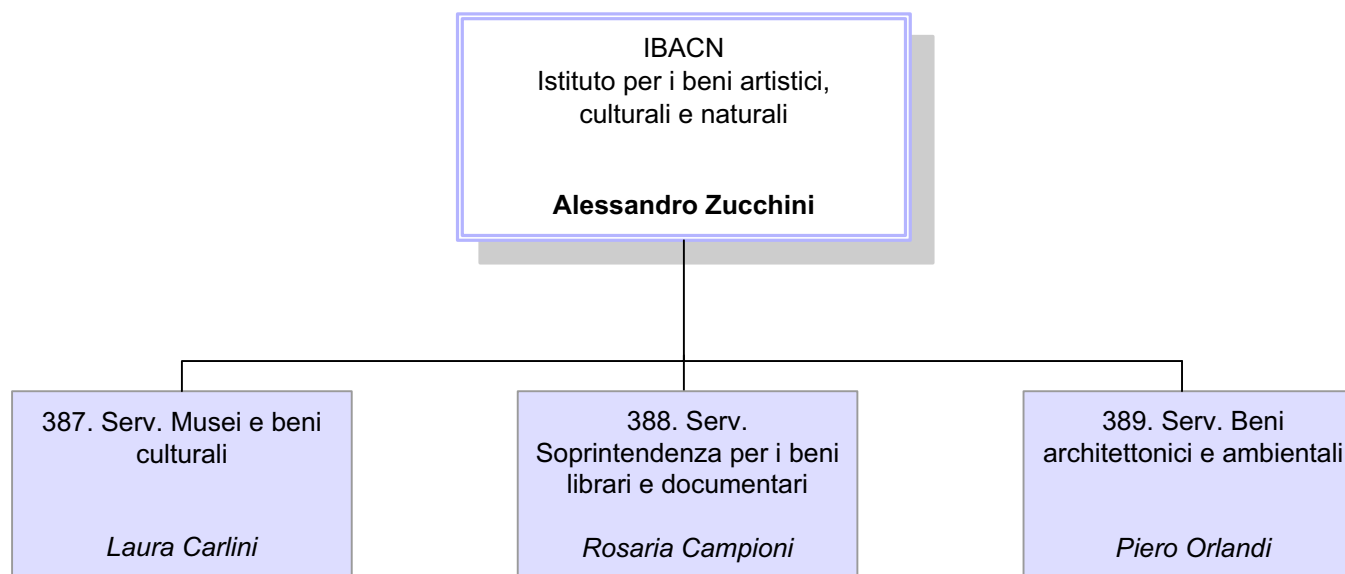 IBACN
Istituto per i beni artistici,
culturali e naturali
Alessandro Zucchini
387. Serv. Musei e beni
culturali
Laura Carlini
388. Serv.
Soprintendenza per i beni
librari e documentari
Rosaria Campioni
389. Serv. Beni
architettonici e ambientali
Piero Orlandi